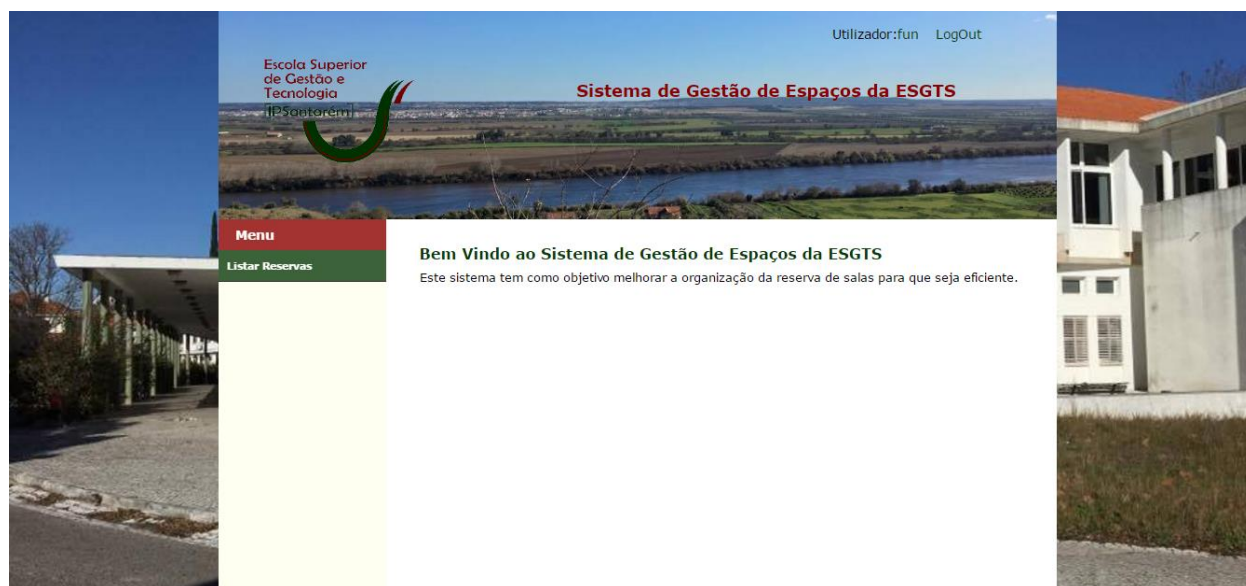 Utilizador:fun LogOut
Escola Superior
de Gestão e
Tecnologia
IPSantarém
Sistema de Gestão de Espaços da ESGTS
Menu
Listar Reservas
Bem Vindo ao Sistema de Gestão de Espaços da ESGTS
Este sistema tem como objetivo melhorar a organização da reserva de salas para que seja eficiente.